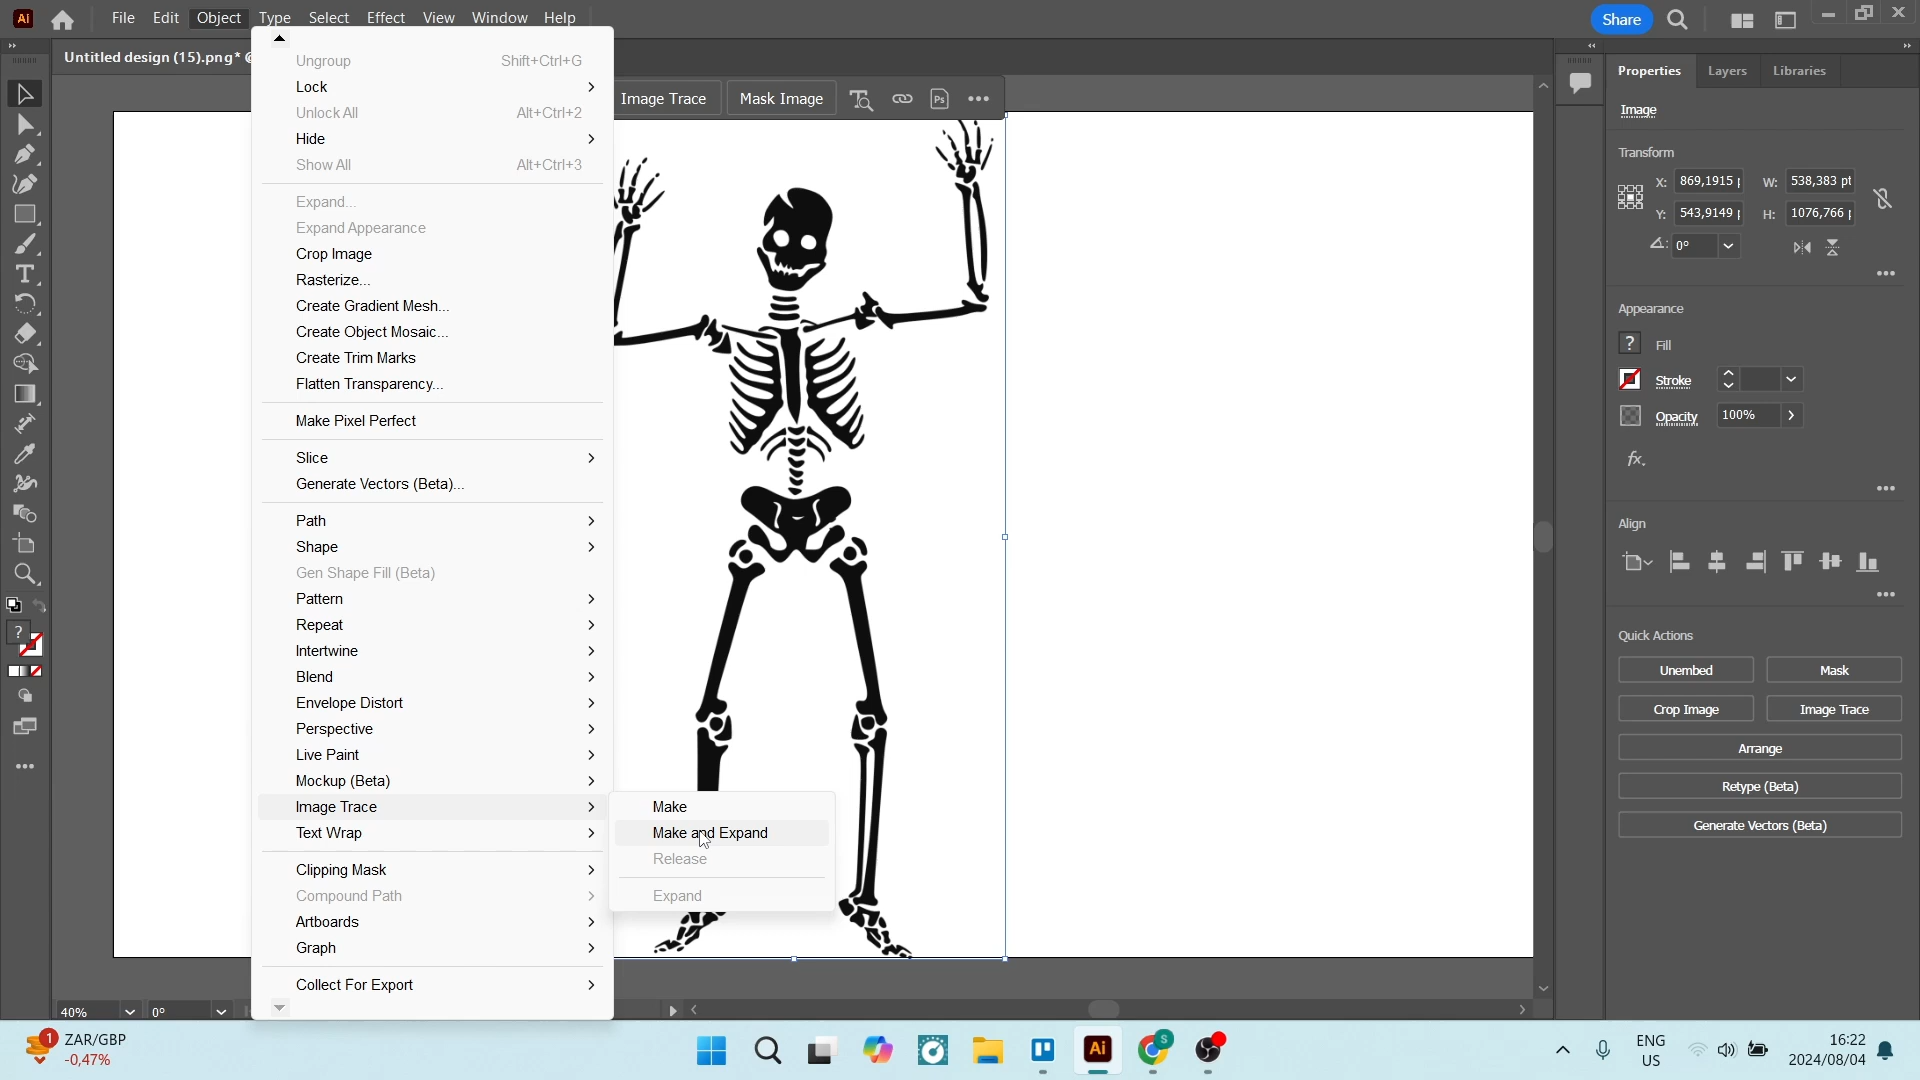 Ai File Edit Object Type Select Effect View Window Help
Share
Untitled design (15).png* @
Ungroup Shift+Ctrl+G
Lock
Unlock All Alt+Ctrl+2
Hide
Show All Alt+Ctrl+3
Expand...
Expand Appearance
Crop Image
Rasterize...
Create Gradient Mesh...
Create Object Mosaic...
Create Trim Marks
Flatten Transparency...
Make Pixel Perfect
Slice
Generate Vectors (Beta)...
Path
Shape
Gen Shape Fill (Beta)
Pattern
Repeat
Intertwine
Blend
Envelope Distort
Perspective
Live Paint
Mockup (Beta)
Image Trace
Text Wrap
Clipping Mask
Compound Path
Artboards
Graph
Collect For Export
Make
Make and Expand
Release
Expand
Image Trace Mask Image Ps
Properties Layers Libraries
Image
Transform
X: 869,1915 W: 538,383 pt
Y: 543,9149 H: 1076,766
0°
Appearance
? Fill
Stroke
Opacity 100%
fx.
Align
Quick Actions
Unembed Mask
Crop Image Image Trace
Arrange
Retype (Beta)
Generate Vectors (Beta)
?
40% 0°
1 ZAR/GBP
-0,47%
Ai
S
ENG
US
16:22
2024/08/04